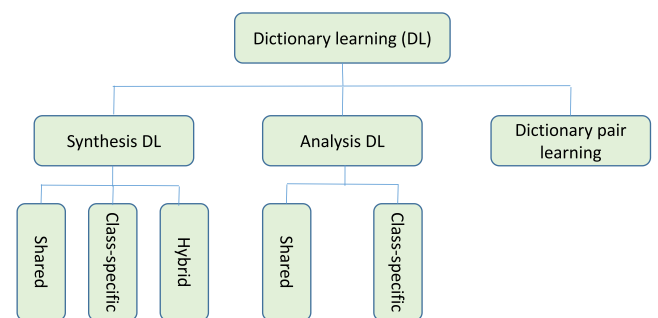 Dictionary learning (DL)
Synthesis DL
Analysis DL
Dictionary pair
learning
Shared
Class-specific
Hybrid
Shared
Class-specific